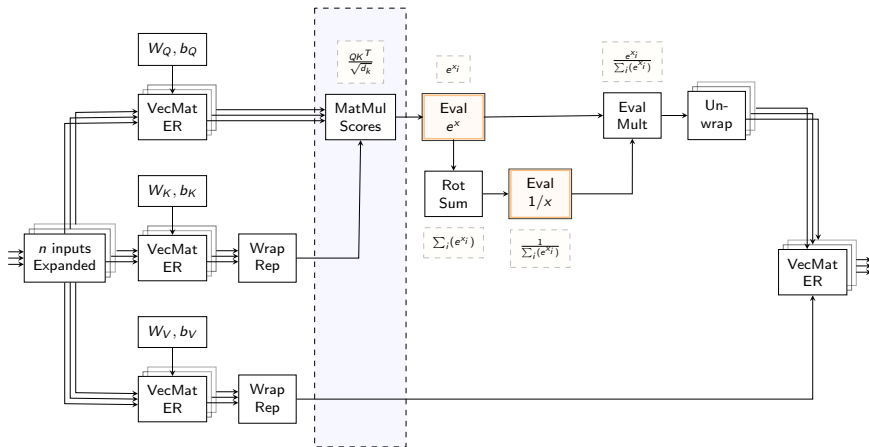 W_Q, b_Q
QK^T
√d_k
e^{x_i}
e^{x_i}
∑_i(e^{x_i})
VecMat
ER
MatMul
Scores
Eval
e^x
Eval
Mult
Un-
wrap
W_K, b_K
Rot
Sum
Eval
1/x
n inputs
Expanded
VecMat
ER
Wrap
Rep
∑_i(e^{x_i})
1
∑_i(e^{x_i})
VecMat
ER
W_V, b_V
VecMat
ER
Wrap
Rep